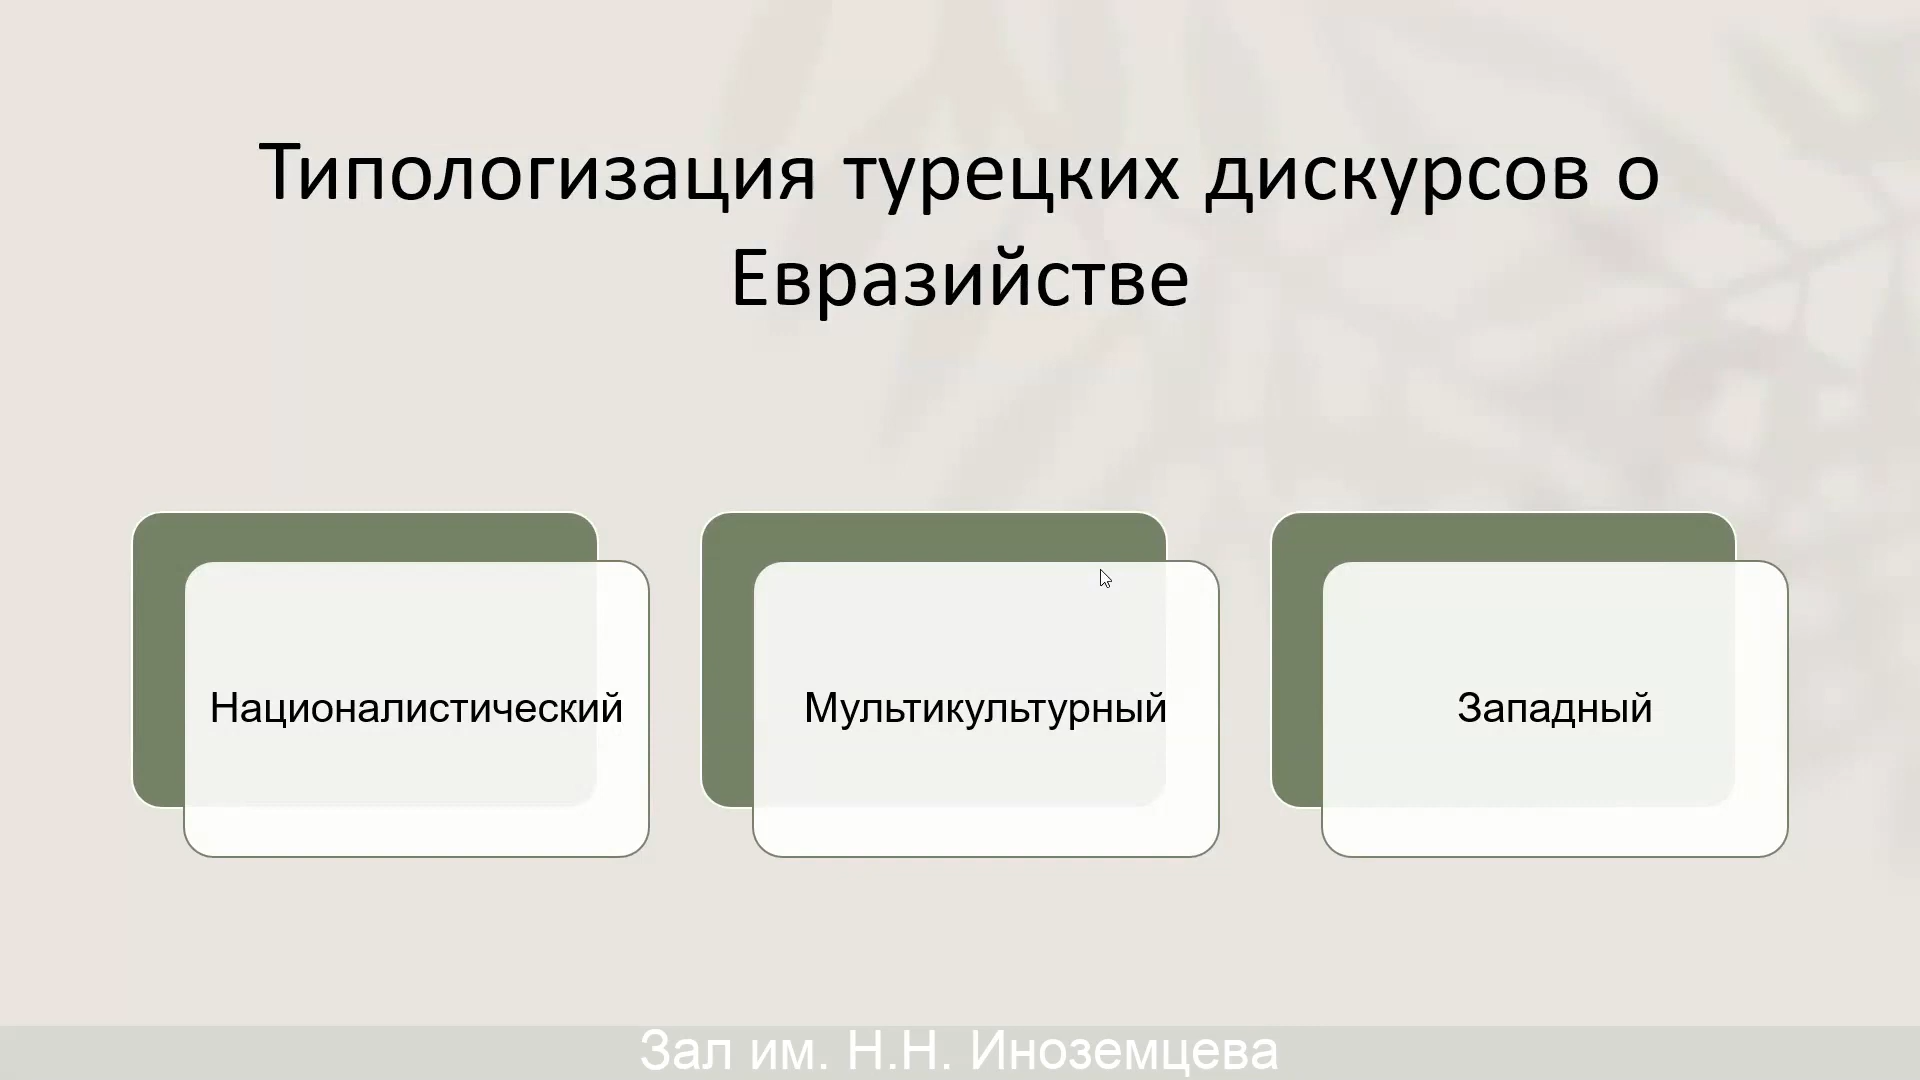 Типологизация турецких дискурсов о
Евразийстве
Националистический
Мультикультурный
Западный
Зал им. Н.Н. Иноземцева